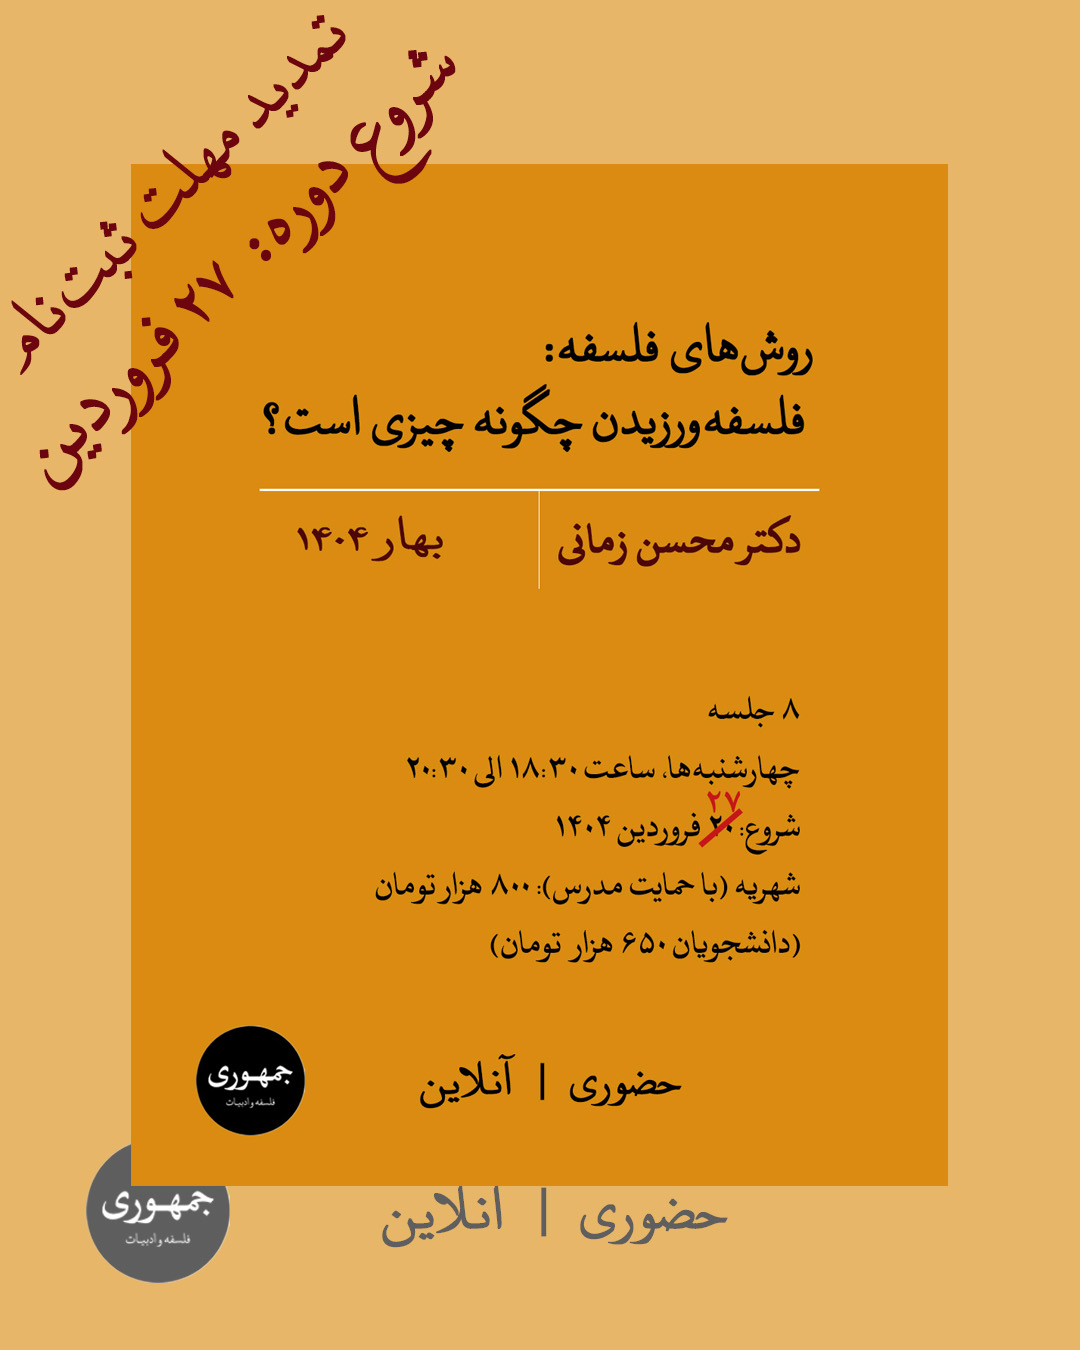 تمدید مهلت ثبت‌نام
شروع دوره: ۲۷ فروردین
روش‌های فلسفه:
فلسفه‌ورزیدن چگونه چیزی است؟
دکتر محسن زمانی
بهار ۱۴۰۴
۸ جلسه
چهارشنبه‌ها، ساعت ۱۸:۳۰ الی ۲۰:۳۰
۲۷
شروع: ۲۰ فروردین ۱۴۰۴
شهریه (با حمایت مدرس): ۸۰۰ هزار تومان
(دانشجویان ۶۵۰ هزار تومان)
حضوری | آنلاین
جمهوری
فلسفه و ادبیات
حضوری | آنلاین
جمهوری
فلسفه و ادبیات